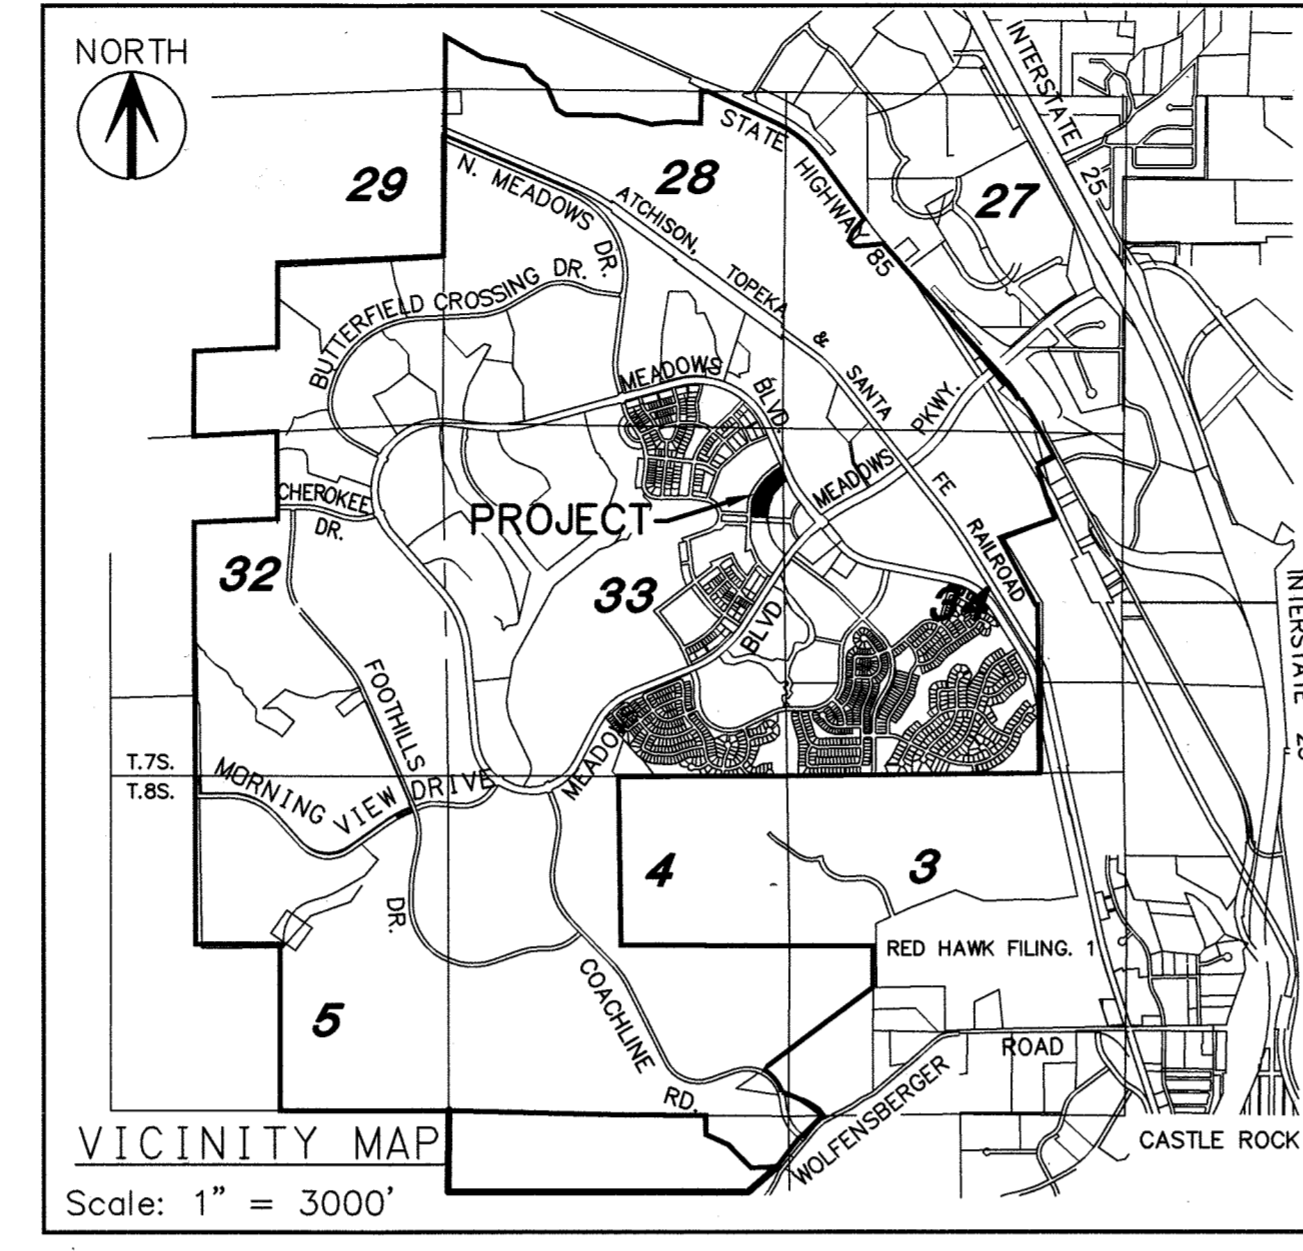 NORTH
INTERSTATE 25
STATE HIGHWAY 85
29
28
27
N. MEADOWS DR.
ATCHISON, TOPEKA & SANTA FE RAILROAD
BUTTERFIELD CROSSING DR.
MEADOWS BLVD.
MEADOWS PKWY.
CHEROKEE
DR.
PROJECT
32
33
34
BLVD.
INTERSTATE 25
FOOTHILLS
T.7S.
T.8S.
MORNING VIEW DRIVE
MEADOWS
4
3
DR.
RED HAWK FILING. 1
5
COACHLINE RD.
WOLFENSBERGER ROAD
CASTLE ROCK
VICINITY MAP
Scale: 1" = 3000'